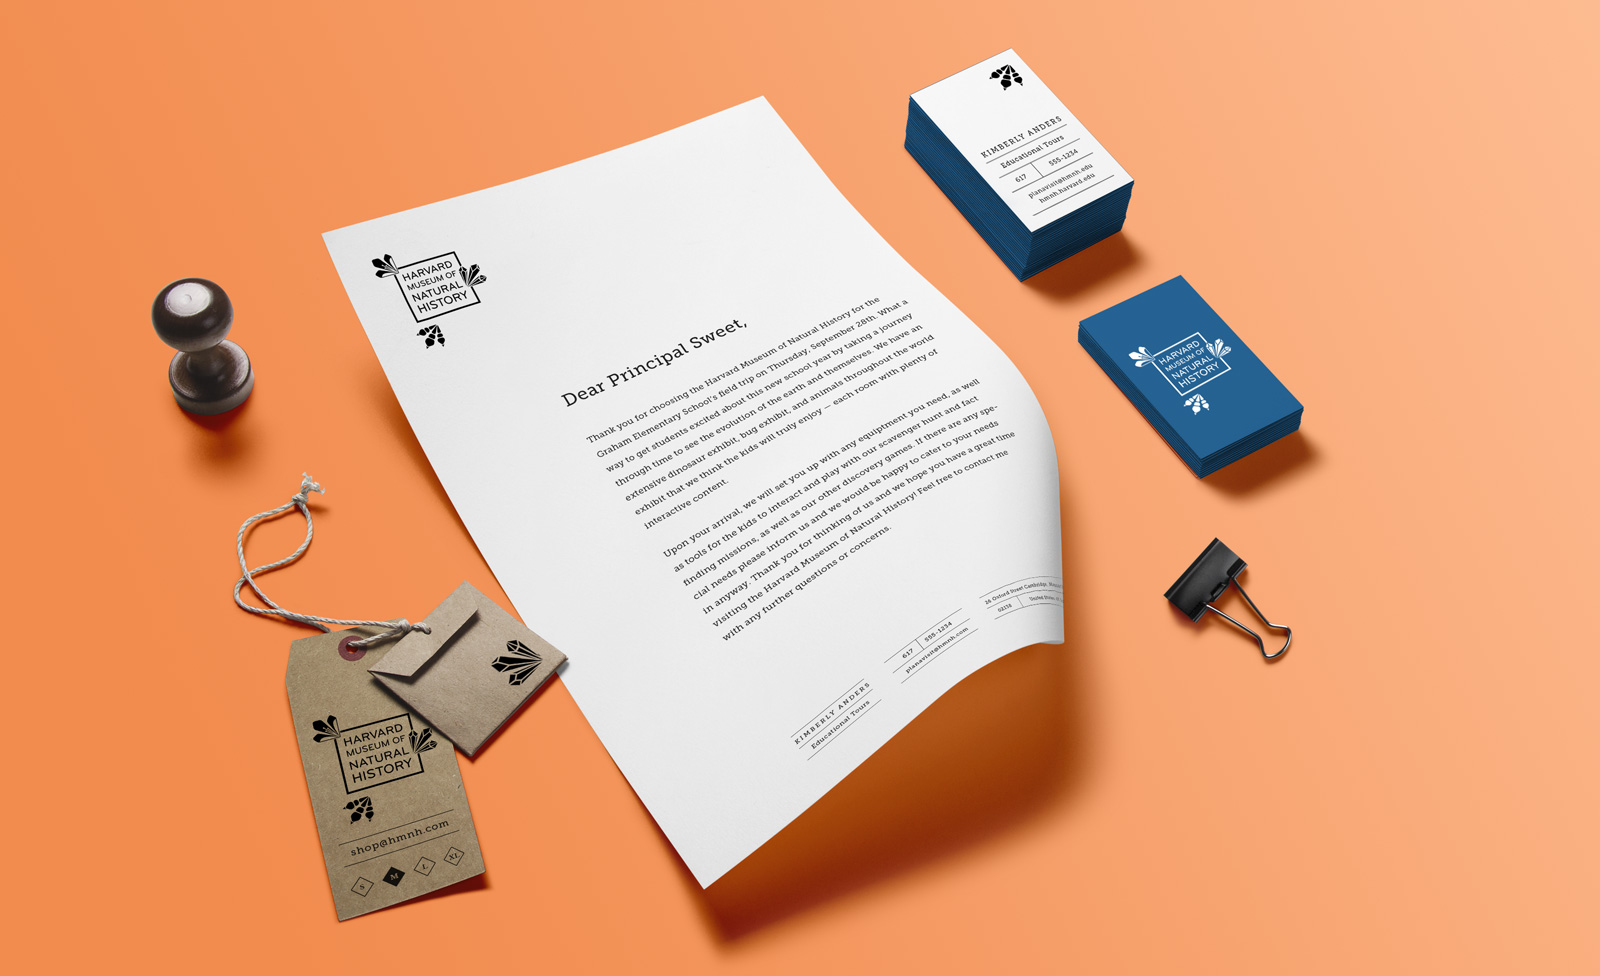 HARVARD
MUSEUM OF
NATURAL
HISTORY
Dear Principal Sweet,
Thank you for choosing the Harvard Museum of Natural History for the
Graham Elementary School's field trip on Thursday, September 28th. What a
way to get students excited about this new school year by taking a journey
through time to see the evolution of the earth and themselves. We have an
extensive dinosaur exhibit, bug exhibit, and animals throughout the world
exhibit that we think the kids will truly enjoy — each room with plenty of
interactive content.
Upon your arrival, we will set you up with any equiptment you need, as well
as tools for the kids to interact and play with our scavenger hunt and fact
finding missions, as well as our other discovery games. If there are any spe-
cial needs please inform us and we would be happy to cater to your needs
in anyway. Thank you for thinking of us and we hope you have a great time
visiting the Harvard Museum of Natural History! Feel free to contact me
with any further questions or concerns.
KIMBERLY ANDERS
Educational Tours
617 555-1234
planavisit@hmnh.com
26 Oxford Street Cambridge,
02138 United States
KIMBERLY ANDERS
Educational Tours
617 555-1234
planavisit@hmnh.edu
hmnh.harvard.edu
HARVARD
MUSEUM OF
NATURAL
HISTORY
HARVARD
MUSEUM OF
NATURAL
HISTORY
shop@hmnh.com
S M L XL